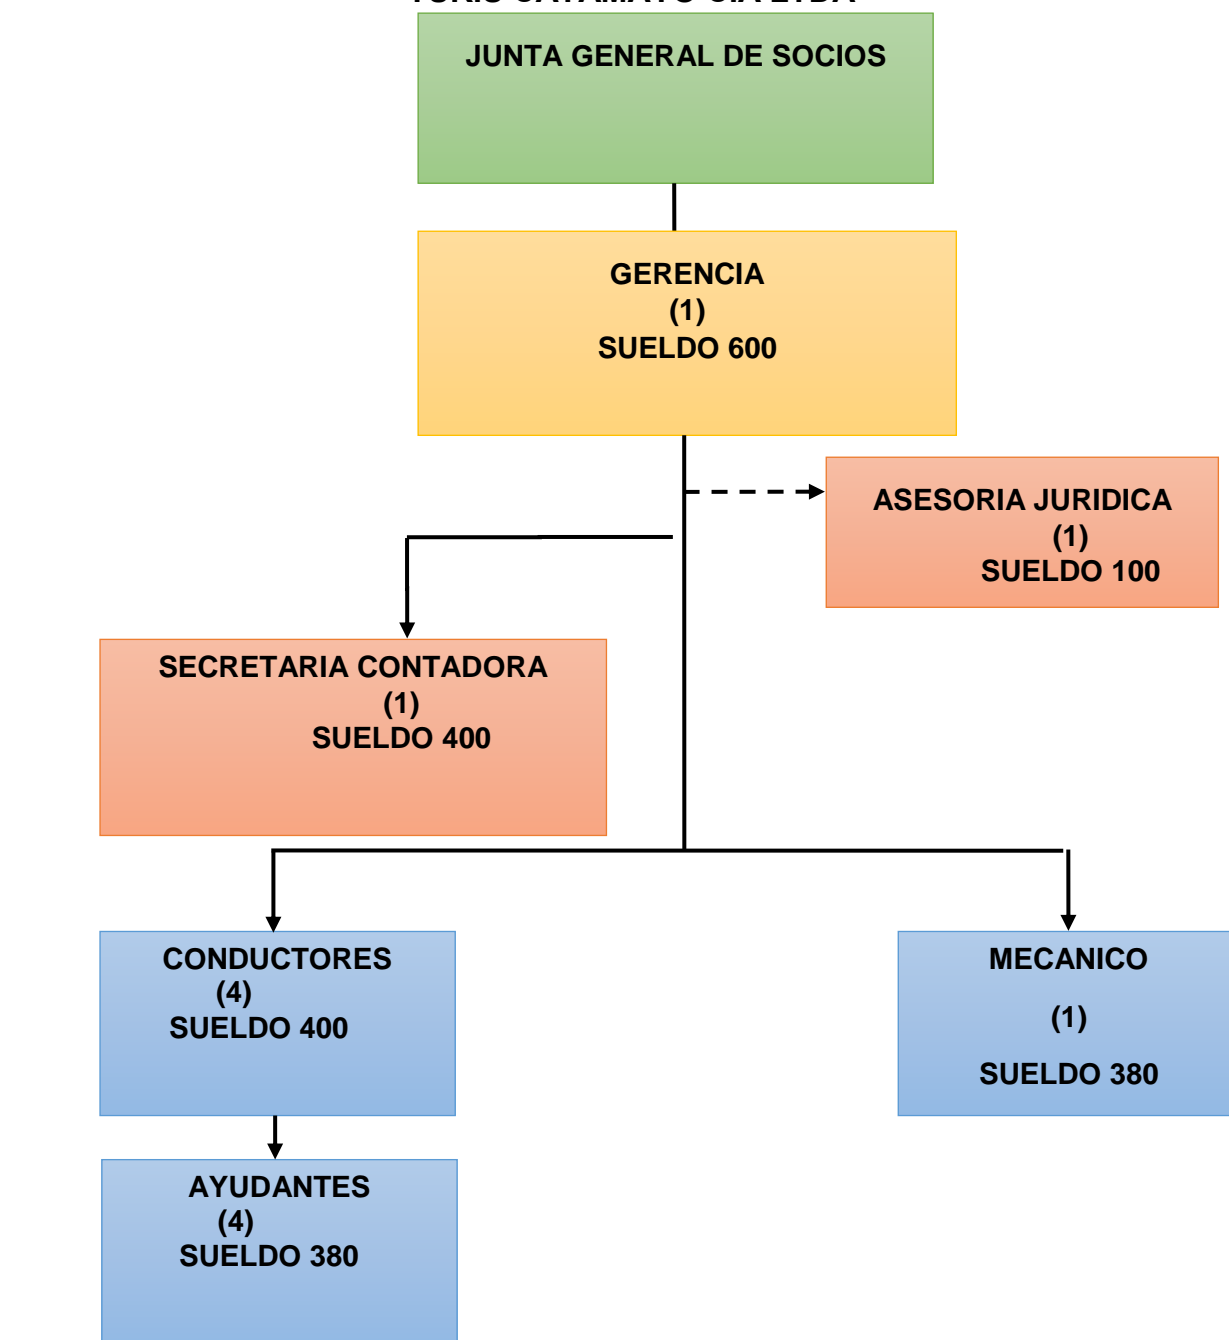 JUNTA GENERAL DE SOCIOS
GERENCIA
(1)
SUELDO 600
ASESORIA JURIDICA
(1)
SUELDO 100
SECRETARIA CONTADORA
(1)
SUELDO 400
CONDUCTORES
(4)
SUELDO 400
MECANICO
(1)
SUELDO 380
AYUDANTES
(4)
SUELDO 380